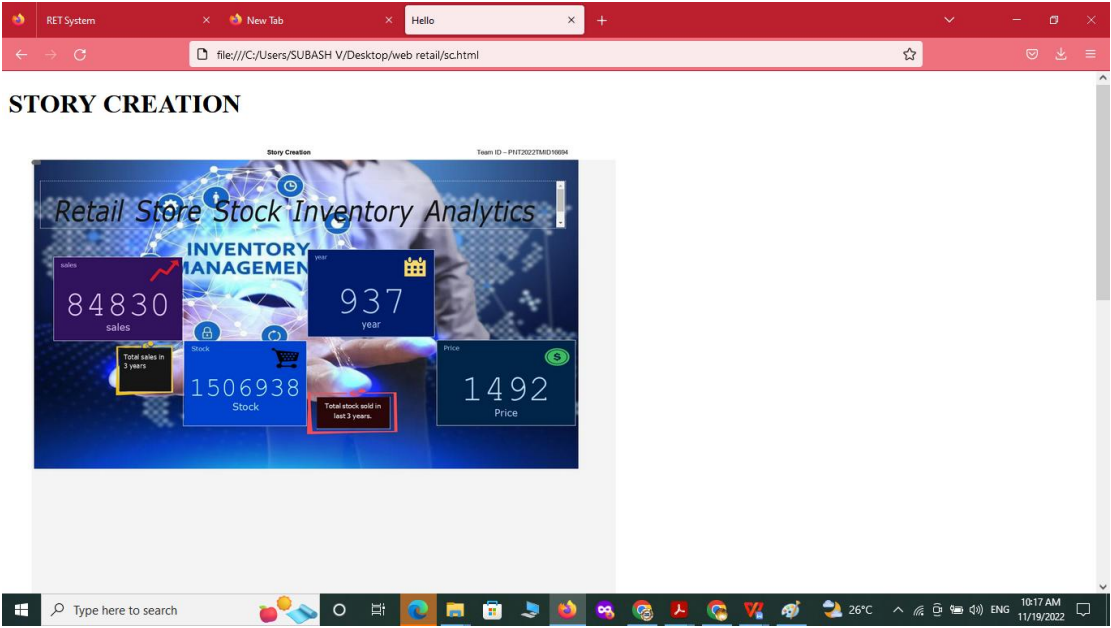 RET System
New Tab
Hello
file:///C:/Users/SUBASH V/Desktop/web retail/sc.html
STORY CREATION
Story Creation
Team ID – PNT2022TMID16694
Retail Store Stock Inventory Analytics
INVENTORY
MANAGEMEN
sales
84830
sales
year
937
year
Total sales in
3 years
Stock
1506938
Stock
Total stock sold in
last 3 years.
Price
1492
Price
Type here to search
26°C
ENG
10:17 AM
11/19/2022